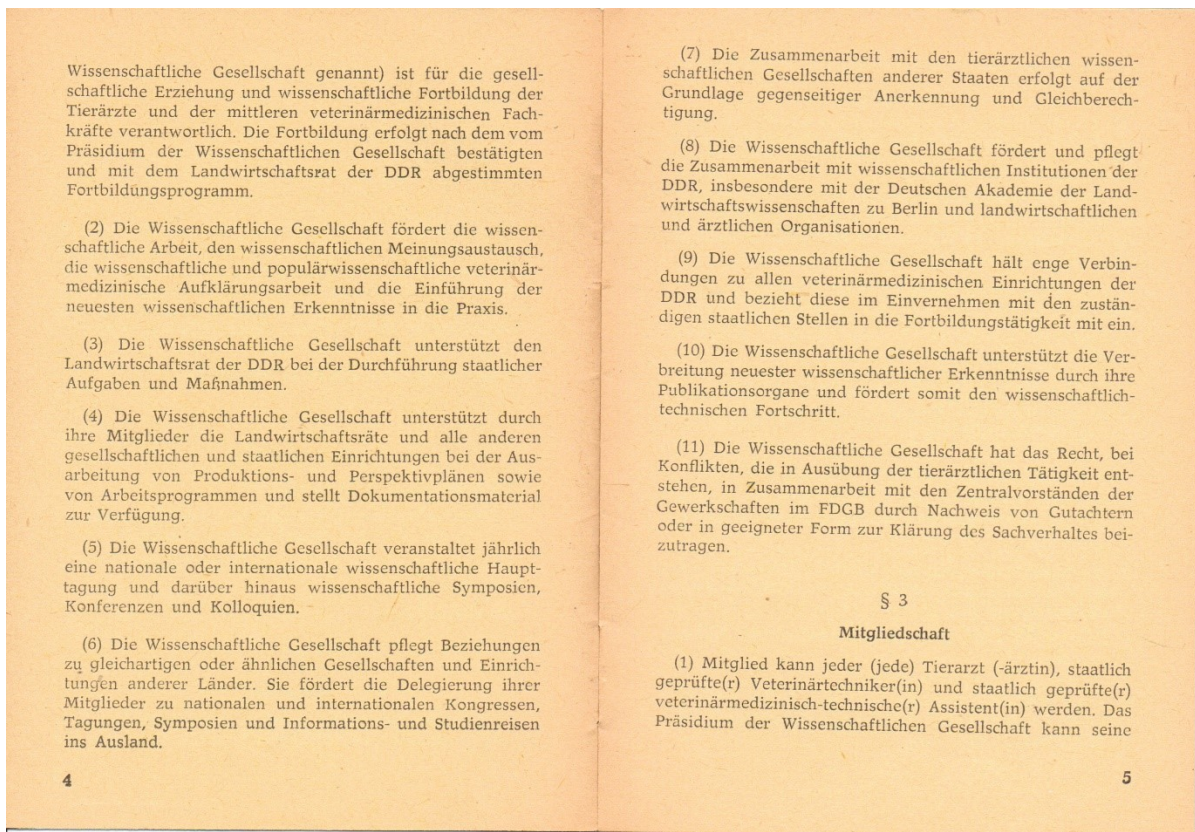 Wissenschaftliche Gesellschaft genannt) ist für die gesell-
schaftliche Erziehung und wissenschaftliche Fortbildung der
Tierärzte und der mittleren veterinärmedizinischen Fach-
kräfte verantwortlich. Die Fortbildung erfolgt nach dem vom
Präsidium der Wissenschaftlichen Gesellschaft bestätigten
und mit dem Landwirtschaftsrat der DDR abgestimmten
Fortbildungsprogramm.
(2) Die Wissenschaftliche Gesellschaft fördert die wissen-
schaftliche Arbeit, den wissenschaftlichen Meinungsaustausch,
die wissenschaftliche und populärwissenschaftliche veterinär-
medizinische Aufklärungsarbeit und die Einführung der
neuesten wissenschaftlichen Erkenntnisse in die Praxis.
(3) Die Wissenschaftliche Gesellschaft unterstützt den
Landwirtschaftsrat der DDR bei der Durchführung staatlicher
Aufgaben und Maßnahmen.
(4) Die Wissenschaftliche Gesellschaft unterstützt durch
ihre Mitglieder die Landwirtschaftsräte und alle anderen
gesellschaftlichen und staatlichen Einrichtungen bei der Aus-
arbeitung von Produktions- und Perspektivplänen sowie
von Arbeitsprogrammen und stellt Dokumentationsmaterial
zur Verfügung.
(5) Die Wissenschaftliche Gesellschaft veranstaltet jährlich
eine nationale oder internationale wissenschaftliche Haupt-
tagung und darüber hinaus wissenschaftliche Symposien,
Konferenzen und Kolloquien.
(6) Die Wissenschaftliche Gesellschaft pflegt Beziehungen
zu gleichartigen oder ähnlichen Gesellschaften und Einrich-
tungen anderer Länder. Sie fördert die Delegierung ihrer
Mitglieder zu nationalen und internationalen Kongressen,
Tagungen, Symposien und Informations- und Studienreisen
ins Ausland.
4
(7) Die Zusammenarbeit mit den tierärztlichen wissen-
schaftlichen Gesellschaften anderer Staaten erfolgt auf der
Grundlage gegenseitiger Anerkennung und Gleichberech-
tigung.
(8) Die Wissenschaftliche Gesellschaft fördert und pflegt
die Zusammenarbeit mit wissenschaftlichen Institutionen der
DDR, insbesondere mit der Deutschen Akademie der Land-
wirtschaftswissenschaften zu Berlin und landwirtschaftlichen
und ärztlichen Organisationen.
(9) Die Wissenschaftliche Gesellschaft hält enge Verbin-
dungen zu allen veterinärmedizinischen Einrichtungen der
DDR und bezieht diese im Einvernehmen mit den zustän-
digen staatlichen Stellen in die Fortbildungstätigkeit mit ein.
(10) Die Wissenschaftliche Gesellschaft unterstützt die Ver-
breitung neuester wissenschaftlicher Erkenntnisse durch ihre
Publikationsorgane und fördert somit den wissenschaftlich-
technischen Fortschritt.
(11) Die Wissenschaftliche Gesellschaft hat das Recht, bei
Konflikten, die in Ausübung der tierärztlichen Tätigkeit ent-
stehen, in Zusammenarbeit mit den Zentralvorständen der
Gewerkschaften im FDGB durch Nachweis von Gutachtern
oder in geeigneter Form zur Klärung des Sachverhaltes bei-
zutragen.
§ 3
Mitgliedschaft
(1) Mitglied kann jeder (jede) Tierarzt (-ärztin), staatlich
geprüfte(r) Veterinärtechniker(in) und staatlich geprüfte(r)
veterinärmedizinisch-technische(r) Assistent(in) werden. Das
Präsidium der Wissenschaftlichen Gesellschaft kann seine
5